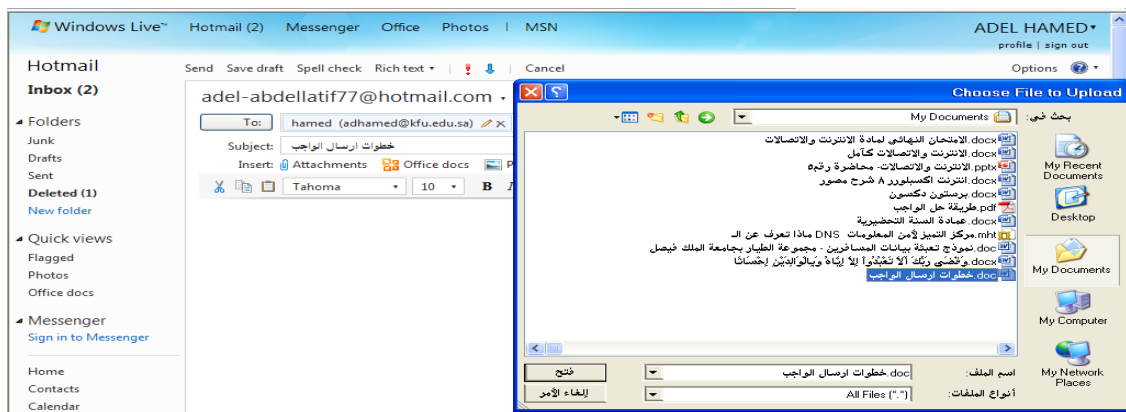 Windows Live™ Hotmail (2) Messenger Office Photos | MSN
ADEL HAMED
profile | sign out
Hotmail
Send Save draft Spell check Rich text | Cancel
Options
Inbox (2)
Folders
Junk
Drafts
Sent
Deleted (1)
New folder
Quick views
Flagged
Photos
Office docs
Messenger
Sign in to Messenger
Home
Contacts
Calendar
adel-abdellatif77@hotmail.com
To: hamed (adhamed@kfu.edu.sa)
Subject: خطوات ارسال الواجب
Insert: Attachments Office docs P
Tahoma 10 B I
Choose File to Upload
بحث في: My Documents
My Recent Documents
Desktop
My Documents
My Computer
My Network Places
الامتحان النهائي لمادة الانترنت والاتصالات.docx
الانترنت والاتصالات كآمل.docx
الانترنت والاتصالات- محاضرة رقم٥.pptx
انترنت اكسبلورر ٨ شرح مصور.docx
برستون دكسون.docx
طريقة حل الواجب.pdf
عمادة السنة التحضيرية.docx
مركز التميز لأمن المعلومات DNS ماذا تعرف عن الـ.mht
نموذج تعبئة بيانات المسافرين - مجموعة الطيار بجامعة الملك فيصل.doc
وَقَضَى رَبُّكَ أَلاَّ تَعْبُدُواْ إِلاَّ إِيَّاهُ وَبِالْوَالِدَيْنِ إِحْسَانًا.docx
خطوات ارسال الواجب.doc
اسم الملف: خطوات ارسال الواجب.doc فتح
أنواع الملفات: All Files (*.*) إلغاء الأمر